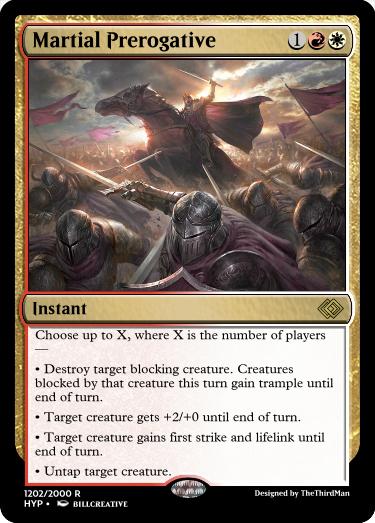 Martial Prerogative
1
Instant
Choose up to X, where X is the number of players
—
• Destroy target blocking creature. Creatures
blocked by that creature this turn gain trample until
end of turn.
• Target creature gets +2/+0 until end of turn.
• Target creature gains first strike and lifelink until
end of turn.
• Untap target creature.
1202/2000 R
HYP • BILLCREATIVE
Designed by TheThirdMan